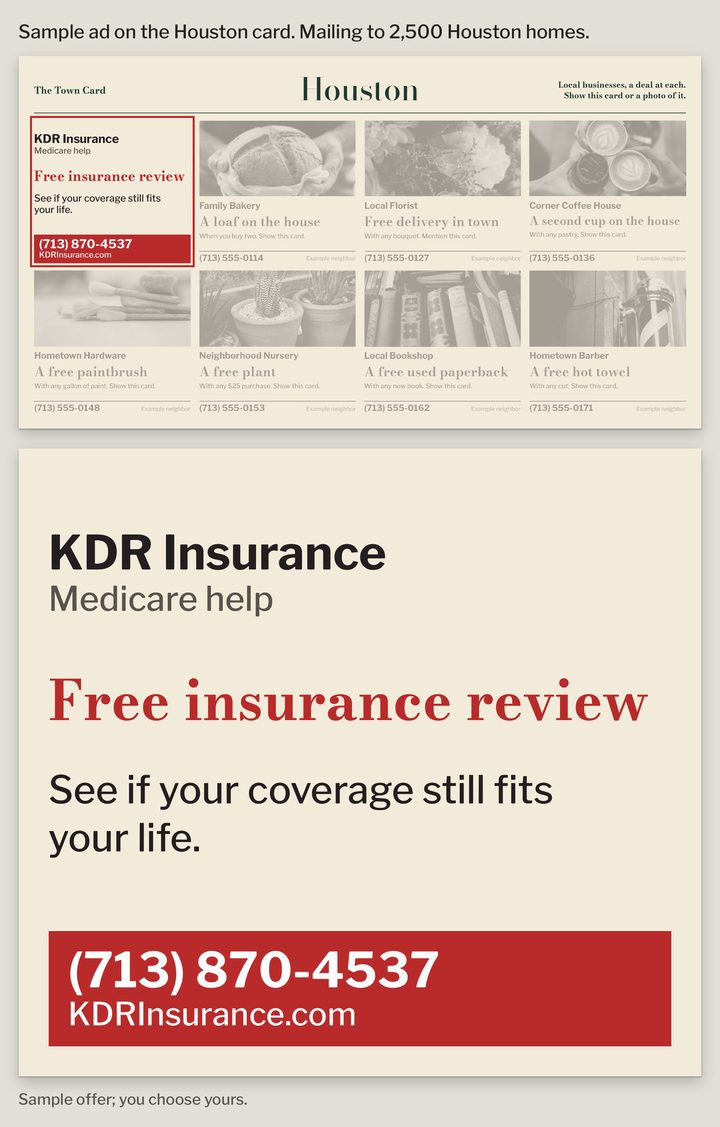 Sample ad on the Houston card. Mailing to 2,500 Houston homes.
The Town Card
Houston
Local businesses, a deal at each.
Show this card or a photo of it.
KDR Insurance
Medicare help
Free insurance review
See if your coverage still fits
your life.
(713) 870-4537
KDRInsurance.com
Family Bakery
A loaf on the house
When you buy two. Show this card.
(713) 555-0114
Example neighbor
Local Florist
Free delivery in town
With any bouquet. Mention this card.
(713) 555-0127
Example neighbor
Corner Coffee House
A second cup on the house
With any pastry. Show this card.
(713) 555-0136
Example neighbor
Hometown Hardware
A free paintbrush
With any gallon of paint. Show this card.
(713) 555-0148
Example neighbor
Neighborhood Nursery
A free plant
With any $25 purchase. Show this card.
(713) 555-0153
Example neighbor
Local Bookshop
A free used paperback
With any new book. Show this card.
(713) 555-0162
Example neighbor
Hometown Barber
A free hot towel
With any cut. Show this card.
(713) 555-0171
Example neighbor
KDR Insurance
Medicare help
Free insurance review
See if your coverage still fits
your life.
(713) 870-4537
KDRInsurance.com
Sample offer; you choose yours.